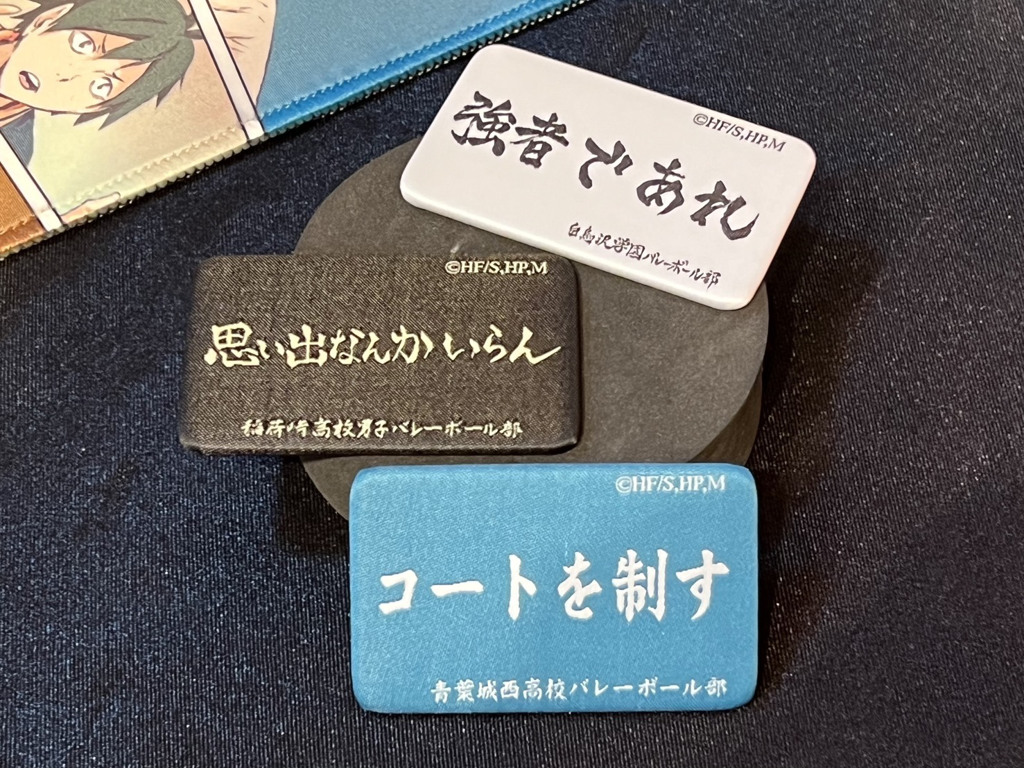 ©HF/S,HP,M
強者であれ
白鳥沢学園バレーボール部
©HF/S,HP,M
思い出なんかいらん
稲荷崎高校男子バレーボール部
©HF/S,HP,M
コートを制す
青葉城西高校バレーボール部